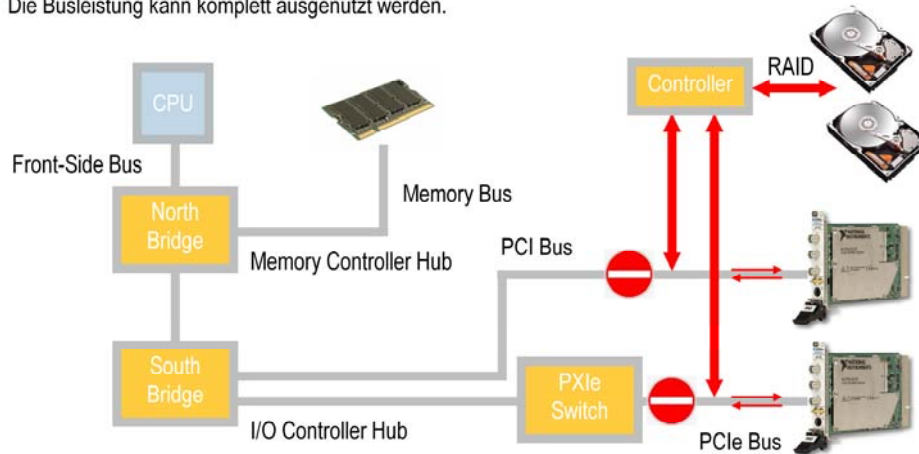 Die Busleistung kann komplett ausgenutzt werden.
CPU
Controller
RAID
Front-Side Bus
North
Bridge
Memory Bus
Memory Controller Hub
PCI Bus
South
Bridge
PXIe
Switch
I/O Controller Hub
PCIe Bus